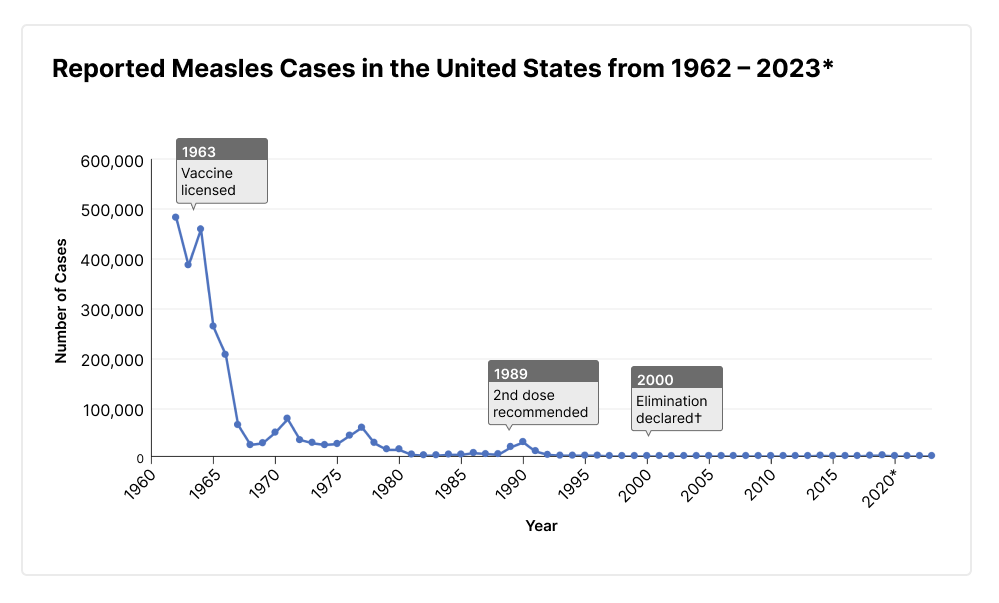 Reported Measles Cases in the United States from 1962 – 2023*
1963
Vaccine
licensed
600,000
500,000
400,000
300,000
200,000
100,000
0
Number of Cases
1989
2nd dose
recommended
2000
Elimination
declared†
1960
1965
1970
1975
1980
1985
1990
1995
2000
2005
2010
2015
2020*
Year